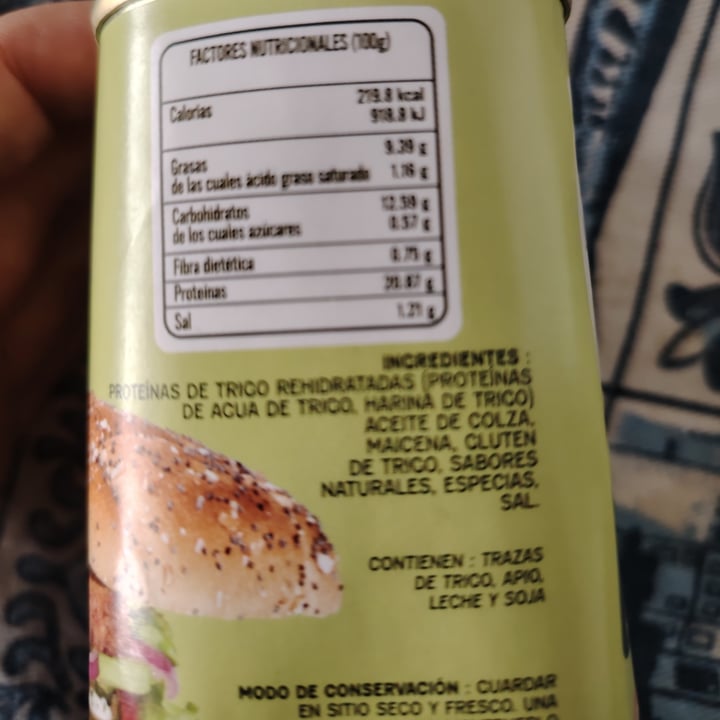 FACTORES NUTRICIONALES (100g)
Calorías 219.8 kcal
918.8 kJ
Grasas 9.39 g
de las cuales ácido graso saturado 1.16 g
Carbohidratos 12.59 g
de los cuales azúcares 0.57 g
Fibra dietética 0.75 g
Proteínas 20.87 g
Sal 1.21 g
INGREDIENTES :
PROTEÍNAS DE TRIGO REHIDRATADAS (PROTEÍNAS
DE AGUA DE TRIGO, HARINA DE TRIGO)
ACEITE DE COLZA,
MAICENA, GLUTEN
DE TRIGO, SABORES
NATURALES, ESPECIAS,
SAL.
CONTIENEN : TRAZAS
DE TRIGO, APIO,
LECHE Y SOJA
MODO DE CONSERVACIÓN : GUARDAR
EN SITIO SECO Y FRESCO. UNA